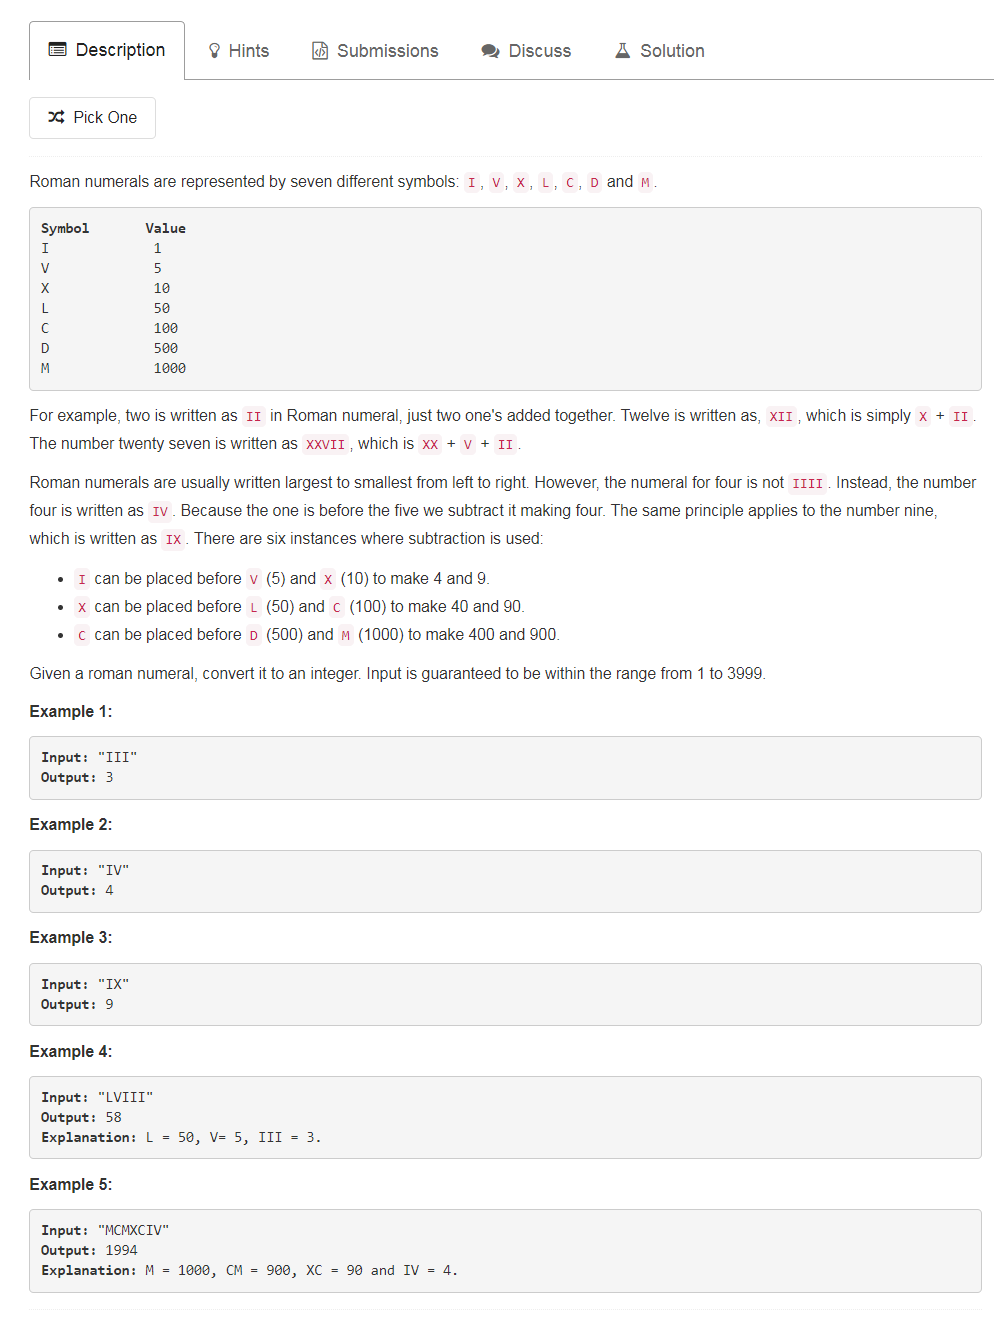 Description Hints Submissions Discuss Solution
Pick One
Roman numerals are represented by seven different symbols: I, V, X, L, C, D and M.
Symbol Value
I 1
V 5
X 10
L 50
C 100
D 500
M 1000
For example, two is written as II in Roman numeral, just two one's added together. Twelve is written as, XII, which is simply X + II.
The number twenty seven is written as XXVII, which is XX + V + II.
Roman numerals are usually written largest to smallest from left to right. However, the numeral for four is not IIII. Instead, the number
four is written as IV. Because the one is before the five we subtract it making four. The same principle applies to the number nine,
which is written as IX. There are six instances where subtraction is used:
• I can be placed before V (5) and X (10) to make 4 and 9.
• X can be placed before L (50) and C (100) to make 40 and 90.
• C can be placed before D (500) and M (1000) to make 400 and 900.
Given a roman numeral, convert it to an integer. Input is guaranteed to be within the range from 1 to 3999.
Example 1:
Input: "III"
Output: 3
Example 2:
Input: "IV"
Output: 4
Example 3:
Input: "IX"
Output: 9
Example 4:
Input: "LVIII"
Output: 58
Explanation: L = 50, V= 5, III = 3.
Example 5:
Input: "MCMXCIV"
Output: 1994
Explanation: M = 1000, CM = 900, XC = 90 and IV = 4.